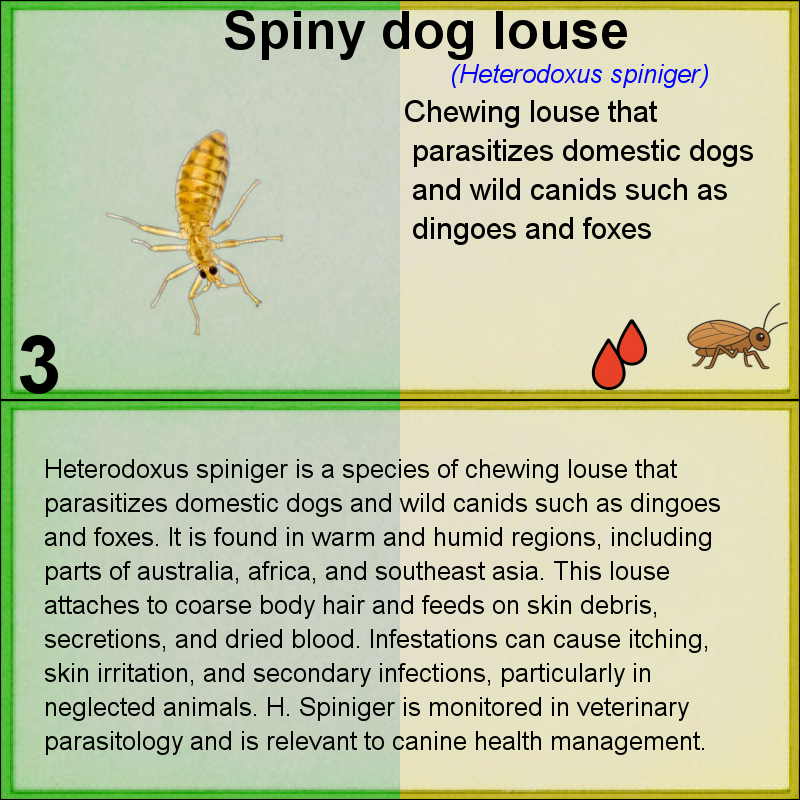 Spiny dog louse
(Heterodoxus spiniger)
Chewing louse that
parasitizes domestic dogs
and wild canids such as
dingoes and foxes
3
Heterodoxus spiniger is a species of chewing louse that
parasitizes domestic dogs and wild canids such as dingoes
and foxes. It is found in warm and humid regions, including
parts of australia, africa, and southeast asia. This louse
attaches to coarse body hair and feeds on skin debris,
secretions, and dried blood. Infestations can cause itching,
skin irritation, and secondary infections, particularly in
neglected animals. H. Spiniger is monitored in veterinary
parasitology and is relevant to canine health management.